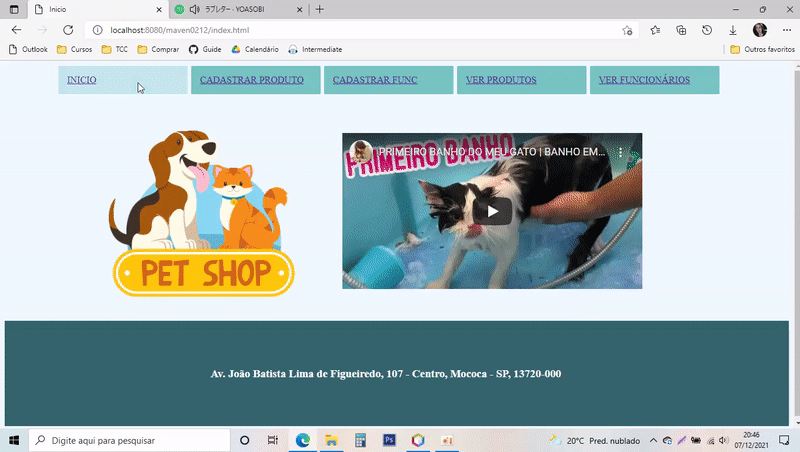 Inicio
ラブレター - YOASOBI
localhost:8080/maven0212/index.html
Outlook
Cursos
TCC
Comprar
Guide
Calendário
Intermediate
Outros favoritos
INICIO
CADASTRAR PRODUTO
CADASTRAR FUNC
VER PRODUTOS
VER FUNCIONÁRIOS
PRIMEIRO BANHO DO MEU GATO | BANHO EM...
PRIMEIRO BANHO
PET SHOP
Av. João Batista Lima de Figueiredo, 107 - Centro, Mococa - SP, 13720-000
Digite aqui para pesquisar
20°C Pred. nublado
20:46
07/12/2021